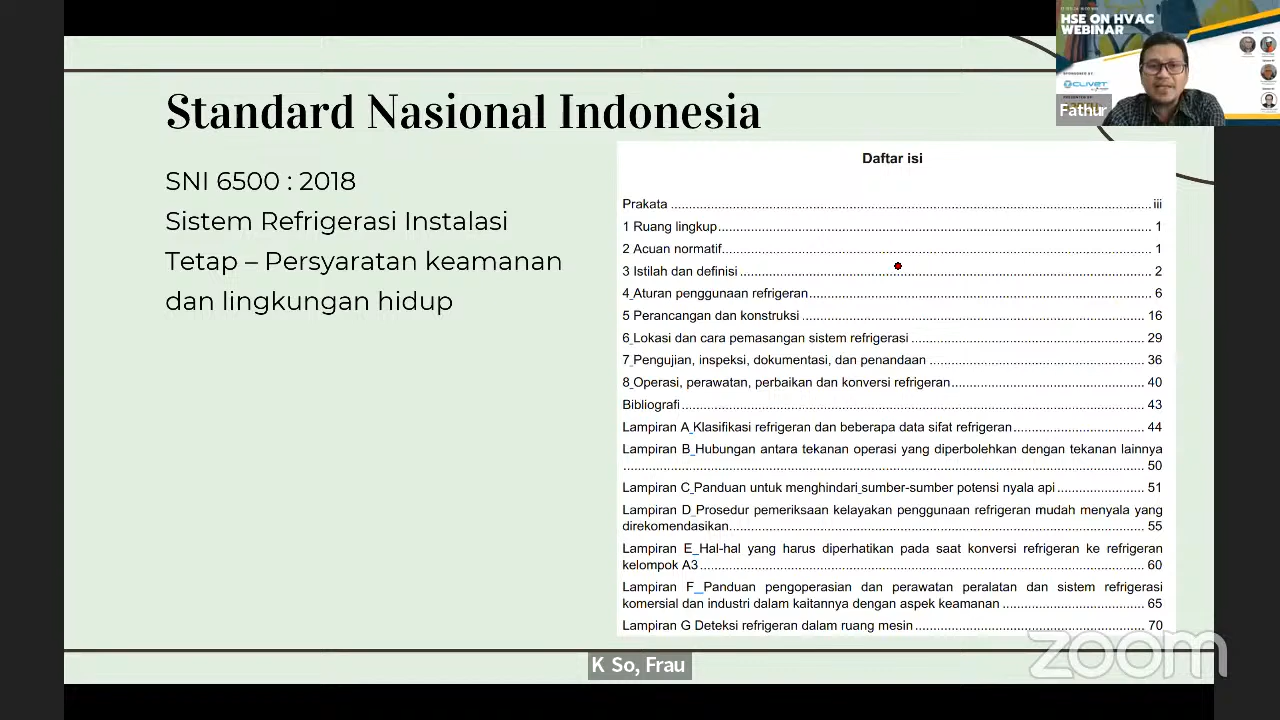 Standard Nasional Indonesia
SNI 6500 : 2018
Sistem Refrigerasi Instalasi
Tetap – Persyaratan keamanan
dan lingkungan hidup
Daftar isi
Prakata ........ iii
1 Ruang lingkup ........ 1
2 Acuan normatif ........ 1
3 Istilah dan definisi ........ 2
4 Aturan penggunaan refrigeran ........ 6
5 Perancangan dan konstruksi ........ 16
6 Lokasi dan cara pemasangan sistem refrigerasi ........ 29
7 Pengujian, inspeksi, dokumentasi, dan penandaan ........ 36
8 Operasi, perawatan, perbaikan dan konversi refrigeran ........ 40
Bibliografi ........ 43
Lampiran A Klasifikasi refrigeran dan beberapa data sifat refrigeran ........ 44
Lampiran B Hubungan antara tekanan operasi yang diperbolehkan dengan tekanan lainnya
........ 50
Lampiran C Panduan untuk menghindari sumber-sumber potensi nyala api ........ 51
Lampiran D Prosedur pemeriksaan kelayakan penggunaan refrigeran mudah menyala yang
direkomendasikan ........ 55
Lampiran E Hal-hal yang harus diperhatikan pada saat konversi refrigeran ke refrigeran
kelompok A3 ........ 60
Lampiran F Panduan pengoperasian dan perawatan peralatan dan sistem refrigerasi
komersial dan industri dalam kaitannya dengan aspek keamanan ........ 65
Lampiran G Deteksi refrigeran dalam ruang mesin ........ 70
HSE ON HVAC
WEBINAR
CLIVET
Fathur
K So, Frau
zoom